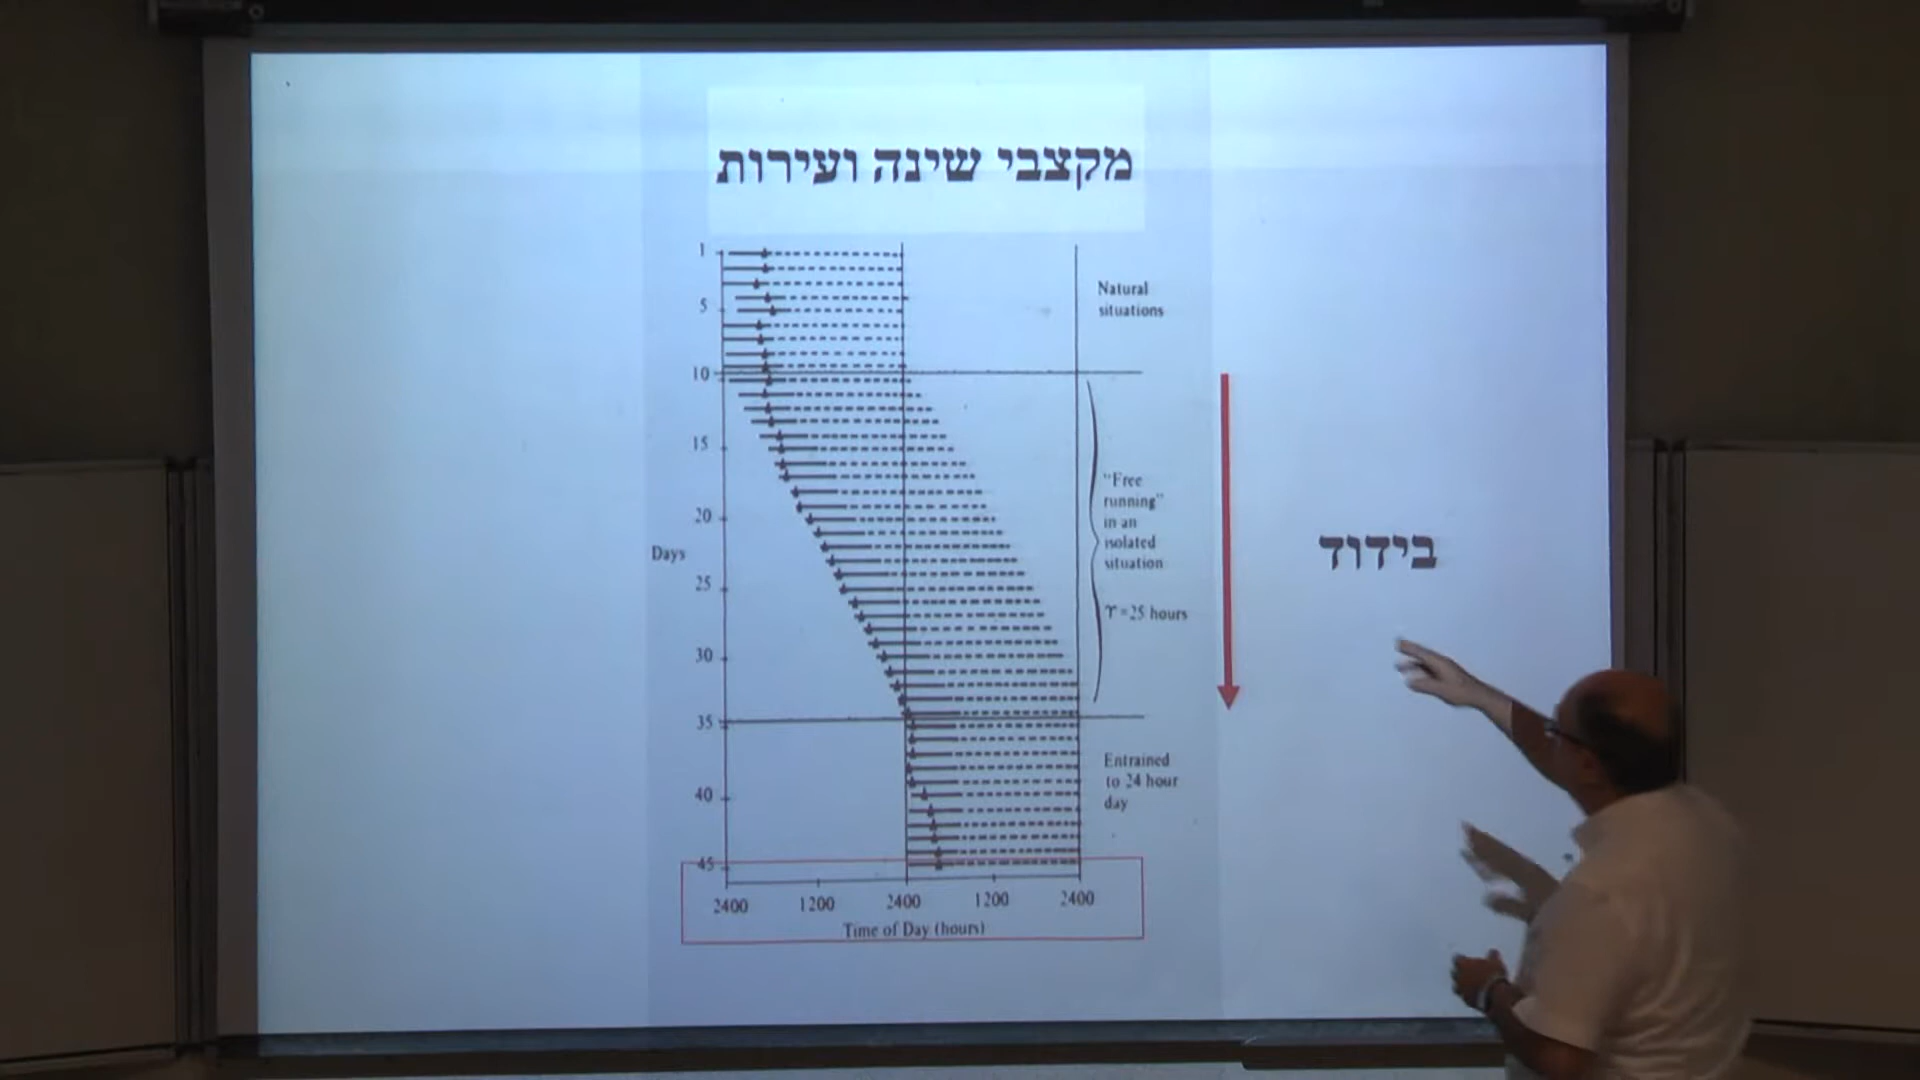 מקצבי שינה ועירות
1
5
10
15
20
25
30
35
40
45
Days
Natural
situations
"Free
running"
in an
isolated
situation
ϒ=25 hours
Entrained
to 24 hour
day
בידוד
2400 1200 2400 1200 2400
Time of Day (hours)